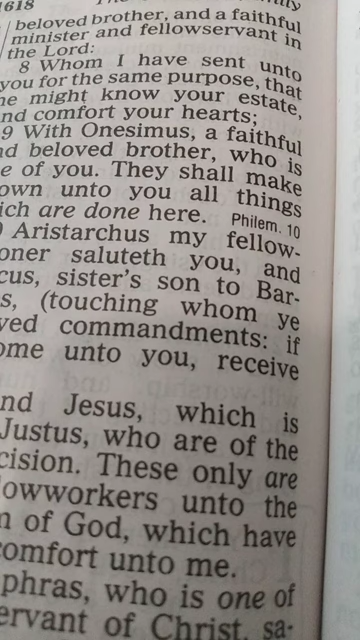 1618
beloved brother, and a faithful
minister and fellowservant in
the Lord:
8 Whom I have sent unto
you for the same purpose, that
he might know your estate,
and comfort your hearts;
9 With Onesimus, a faithful
nd beloved brother, who is
e of you. They shall make
own unto you all things
ich are done here. Philem. 10
Aristarchus my fellow-
oner saluteth you, and
cus, sister's son to Bar-
s, (touching whom ye
ved commandments: if
ome unto you, receive
nd Jesus, which is
Justus, who are of the
cision. These only are
lowworkers unto the
m of God, which have
comfort unto me.
phras, who is one of
ervant of Christ, sa-